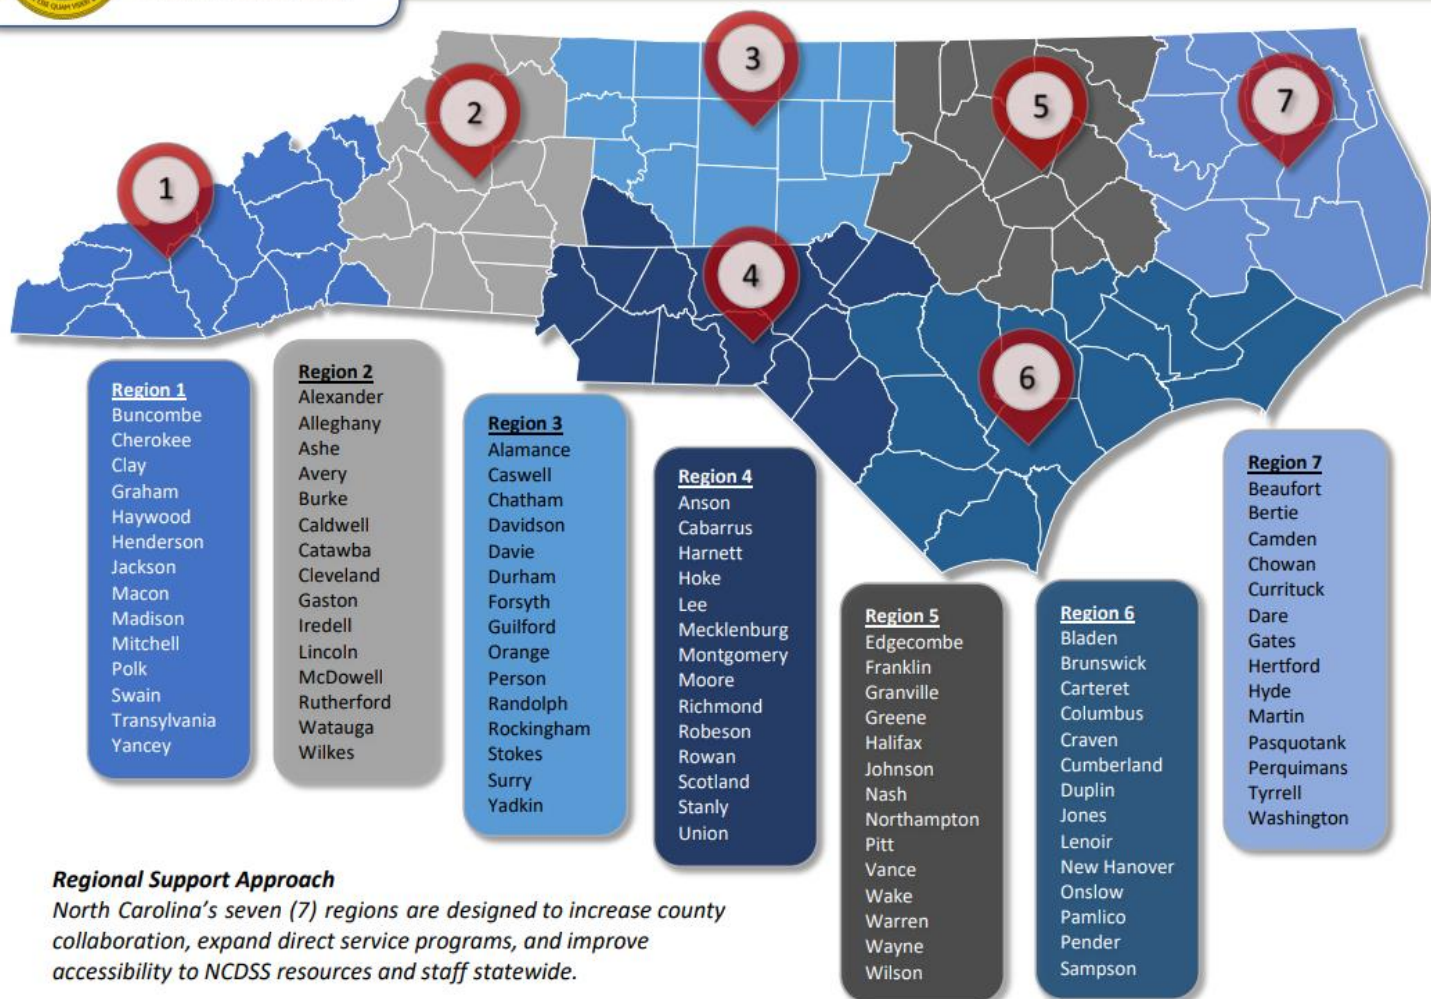 ESSE QUAM VIDERI
1
2
3
4
5
6
7
Region 1
Buncombe
Cherokee
Clay
Graham
Haywood
Henderson
Jackson
Macon
Madison
Mitchell
Polk
Swain
Transylvania
Yancey
Region 2
Alexander
Alleghany
Ashe
Avery
Burke
Caldwell
Catawba
Cleveland
Gaston
Iredell
Lincoln
McDowell
Rutherford
Watauga
Wilkes
Region 3
Alamance
Caswell
Chatham
Davidson
Davie
Durham
Forsyth
Guilford
Orange
Person
Randolph
Rockingham
Stokes
Surry
Yadkin
Region 4
Anson
Cabarrus
Harnett
Hoke
Lee
Mecklenburg
Montgomery
Moore
Richmond
Robeson
Rowan
Scotland
Stanly
Union
Region 5
Edgecombe
Franklin
Granville
Greene
Halifax
Johnson
Nash
Northampton
Pitt
Vance
Wake
Warren
Wayne
Wilson
Region 6
Bladen
Brunswick
Carteret
Columbus
Craven
Cumberland
Duplin
Jones
Lenoir
New Hanover
Onslow
Pamlico
Pender
Sampson
Region 7
Beaufort
Bertie
Camden
Chowan
Currituck
Dare
Gates
Hertford
Hyde
Martin
Pasquotank
Perquimans
Tyrrell
Washington
Regional Support Approach
North Carolina's seven (7) regions are designed to increase county
collaboration, expand direct service programs, and improve
accessibility to NCDSS resources and staff statewide.